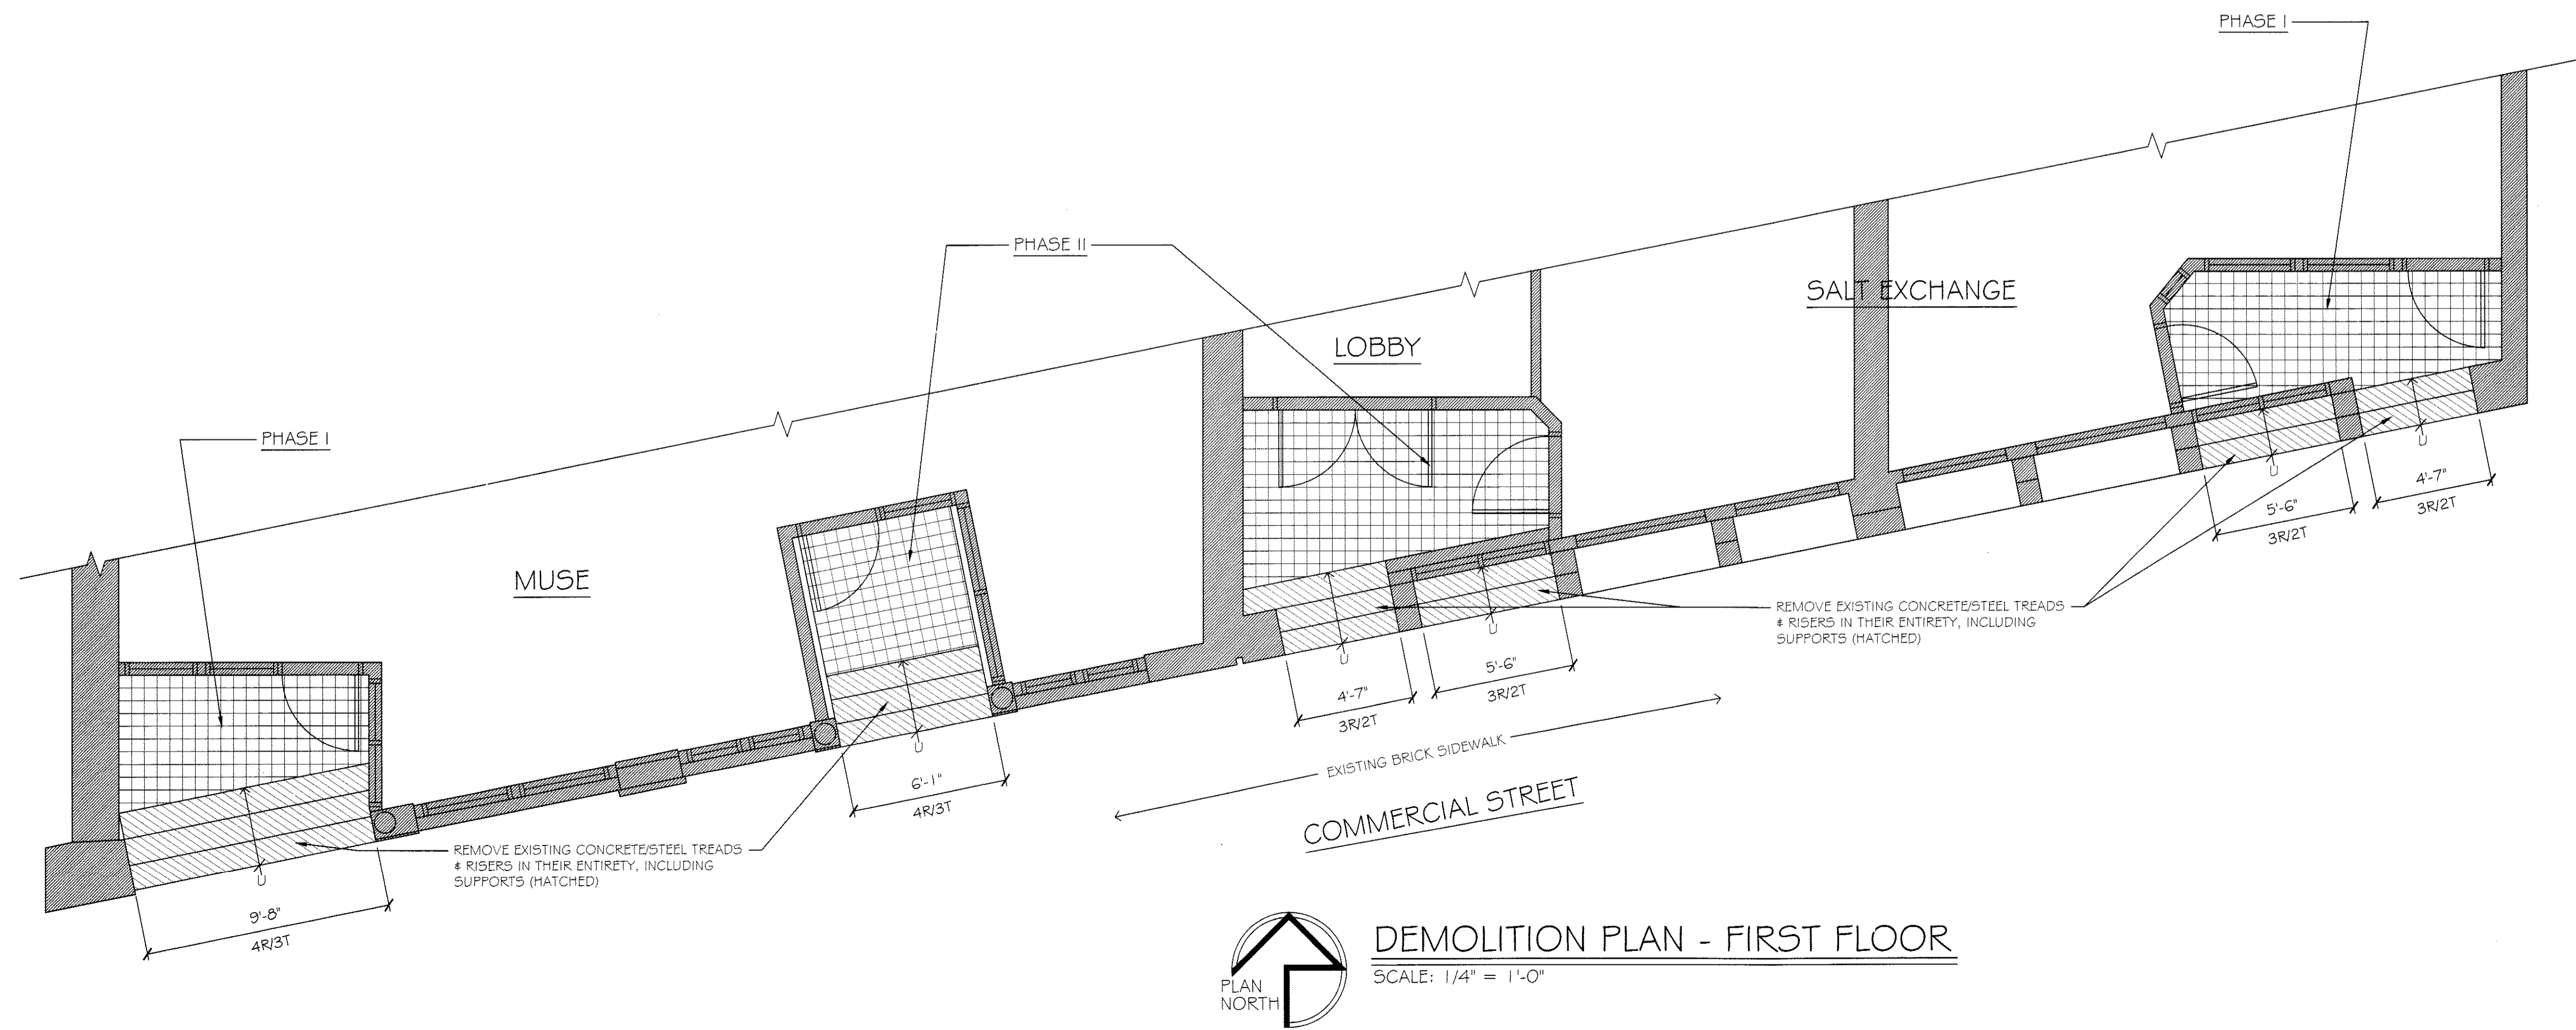 PHASE I
PHASE II
SALT EXCHANGE
LOBBY
PHASE I
MUSE
4'-7"
3R/2T
5'-6"
3R/2T
U
U
REMOVE EXISTING CONCRETE/STEEL TREADS
& RISERS IN THEIR ENTIRETY, INCLUDING
SUPPORTS (HATCHED)
U
U
5'-6"
3R/2T
4'-7"
3R/2T
EXISTING BRICK SIDEWALK
COMMERCIAL STREET
U
6'-1"
4R/3T
REMOVE EXISTING CONCRETE/STEEL TREADS
& RISERS IN THEIR ENTIRETY, INCLUDING
SUPPORTS (HATCHED)
U
9'-8"
4R/3T
PLAN
NORTH
DEMOLITION PLAN - FIRST FLOOR
SCALE: 1/4" = 1'-0"